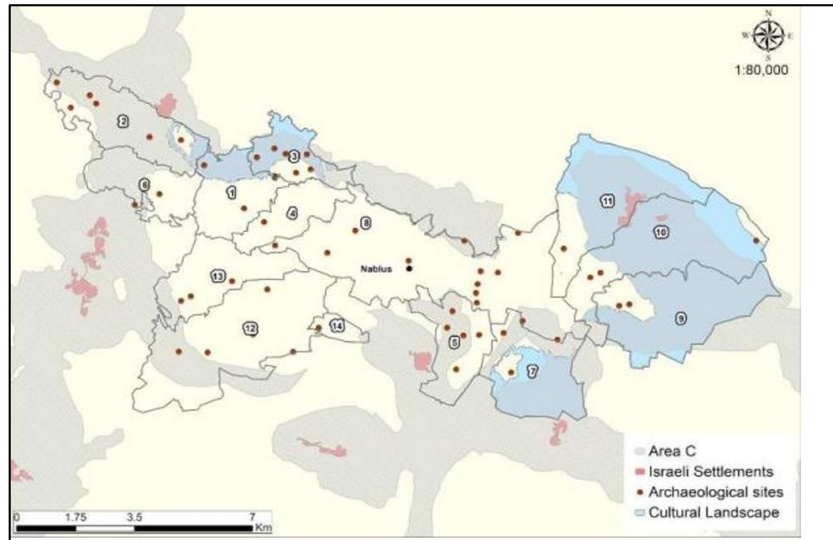 N
W E
S
1:80,000
2
3
6
1
4
11
8
10
Nablus
13
9
12
14
5
7
Area C
Israeli Settlements
Archaeological sites
Cultural Landscape
0 1.75 3.5 7
Km